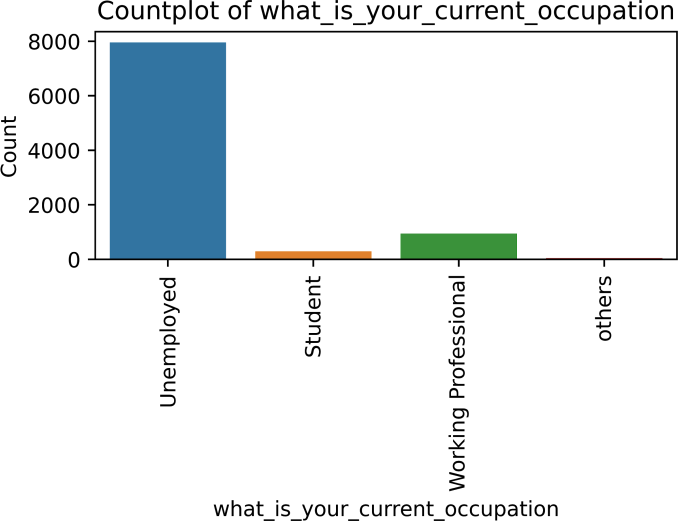 Countplot of what_is_your_current_occupation
8000
6000
4000
2000
0
Count
Unemployed
Student
Working Professional
others
what_is_your_current_occupation